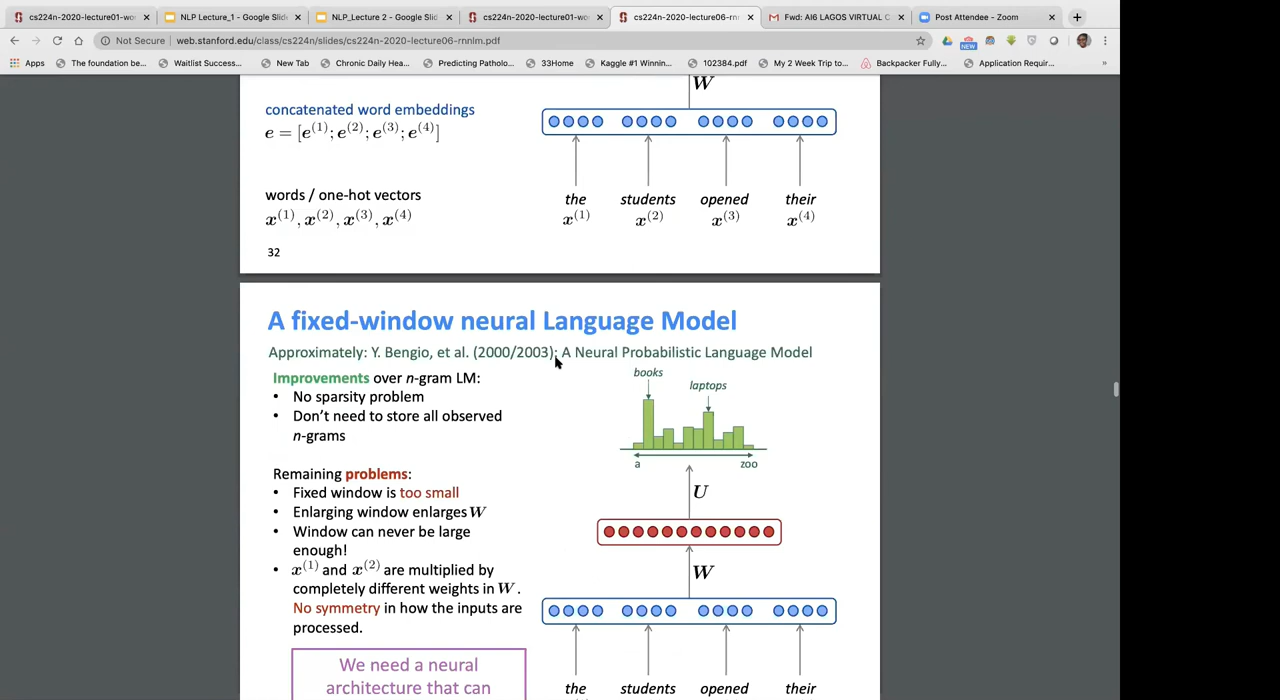 cs224n-2020-lecture01-wo
NLP Lecture_1 - Google Slid
NLP_Lecture 2 - Google Slid
cs224n-2020-lecture01-wo
cs224n-2020-lecture06-rn
Fwd: AI6 LAGOS VIRTUAL C
Post Attendee - Zoom
Not Secure | web.stanford.edu/class/cs224n/slides/cs224n-2020-lecture06-rnnlm.pdf
NEW
Apps
The foundation be...
Waitlist Success...
New Tab
Chronic Daily Hea...
Predicting Patholo...
33Home
Kaggle #1 Winnin...
102384.pdf
My 2 Week Trip to...
Backpacker Fully...
Application Requir...
»
W
concatenated word embeddings
e = [e^(1); e^(2); e^(3); e^(4)]
words / one-hot vectors
x^(1), x^(2), x^(3), x^(4)
the students opened their
x^(1) x^(2) x^(3) x^(4)
32
A fixed-window neural Language Model
Approximately: Y. Bengio, et al. (2000/2003): A Neural Probabilistic Language Model
Improvements over n-gram LM:
• No sparsity problem
• Don't need to store all observed
n-grams
Remaining problems:
• Fixed window is too small
• Enlarging window enlarges W
• Window can never be large
enough!
• x^(1) and x^(2) are multiplied by
completely different weights in W.
No symmetry in how the inputs are
processed.
We need a neural
architecture that can
books
laptops
a
zoo
U
W
the students opened their